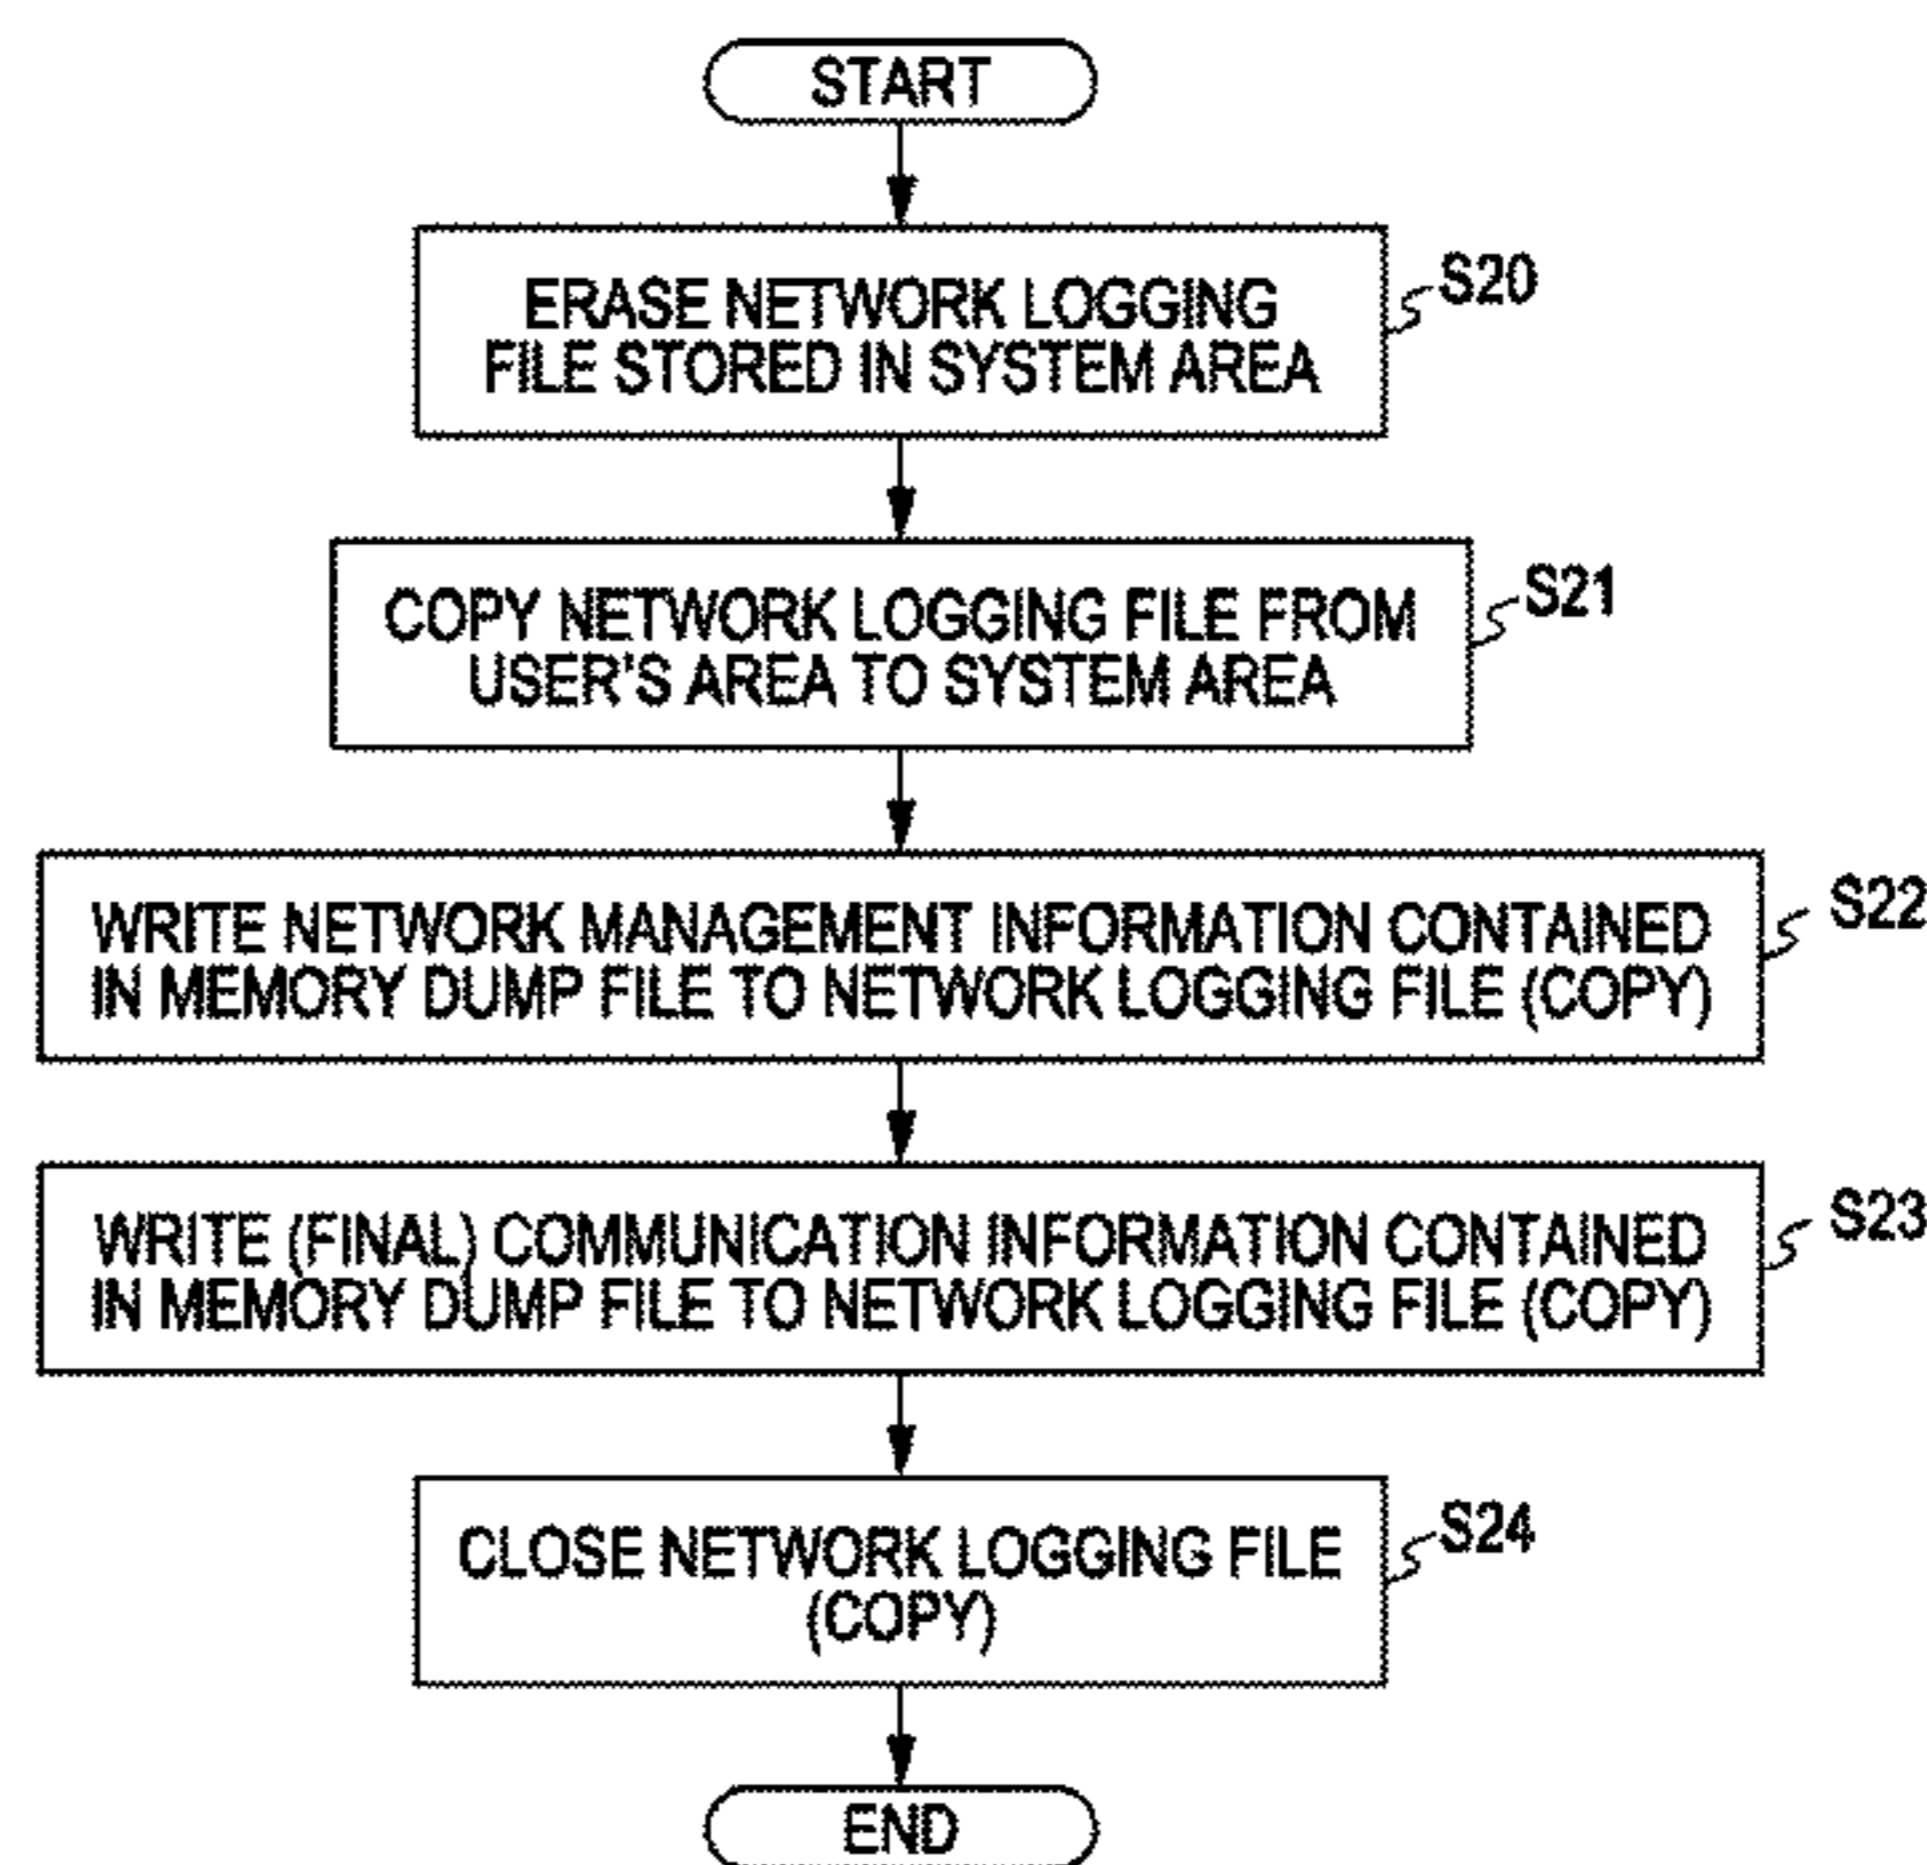 START
ERASE NETWORK LOGGING
FILE STORED IN SYSTEM AREA
S20
COPY NETWORK LOGGING FILE FROM
USER'S AREA TO SYSTEM AREA
S21
WRITE NETWORK MANAGEMENT INFORMATION CONTAINED
IN MEMORY DUMP FILE TO NETWORK LOGGING FILE (COPY)
S22
WRITE (FINAL) COMMUNICATION INFORMATION CONTAINED
IN MEMORY DUMP FILE TO NETWORK LOGGING FILE (COPY)
S23
CLOSE NETWORK LOGGING FILE
(COPY)
S24
END